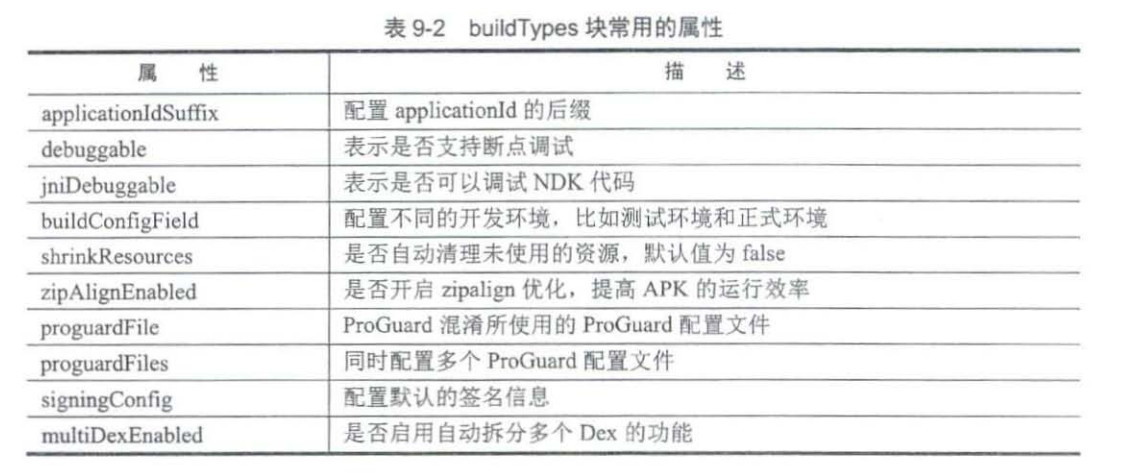 表 9-2 buildTypes 块常用的属性
属 性 描 述
applicationIdSuffix 配置 applicationId 的后缀
debuggable 表示是否支持断点调试
jniDebuggable 表示是否可以调试 NDK 代码
buildConfigField 配置不同的开发环境，比如测试环境和正式环境
shrinkResources 是否自动清理未使用的资源，默认值为 false
zipAlignEnabled 是否开启 zipalign 优化，提高 APK 的运行效率
proguardFile ProGuard 混淆所使用的 ProGuard 配置文件
proguardFiles 同时配置多个 ProGuard 配置文件
signingConfig 配置默认的签名信息
multiDexEnabled 是否启用自动拆分多个 Dex 的功能